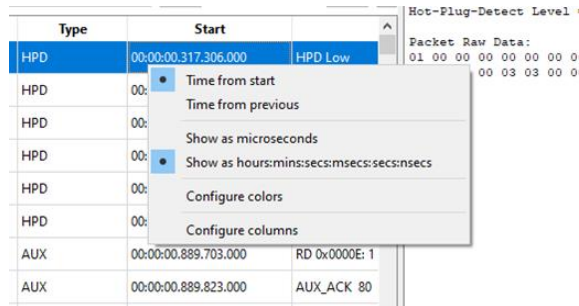 Type Start
Hot-Plug-Detect Level
Packet Raw Data:
HPD 00:00:00.317.306.000 HPD Low
01 00 00 00 00 00 00 0
00 03 03 00 0
HPD 00:
HPD 00:
HPD 00:
HPD 00:
HPD 00:
AUX 00:00:00.889.703.000 RD 0x0000E: 1
AUX 00:00:00.889.823.000 AUX_ACK 80
Time from start
Time from previous
Show as microseconds
Show as hours:mins:secs:msecs:secs:nsecs
Configure colors
Configure columns